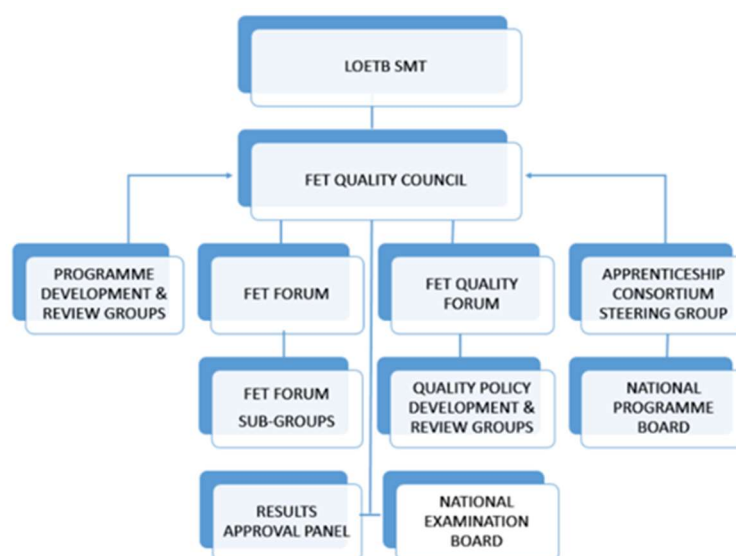 LOETB SMT
FET QUALITY COUNCIL
PROGRAMME
DEVELOPMENT &
REVIEW GROUPS
FET FORUM
FET QUALITY
FORUM
APPRENTICESHIP
CONSORTIUM
STEERING GROUP
FET FORUM
SUB-GROUPS
QUALITY POLICY
DEVELOPMENT &
REVIEW GROUPS
NATIONAL
PROGRAMME
BOARD
RESULTS
APPROVAL PANEL
NATIONAL
EXAMINATION
BOARD